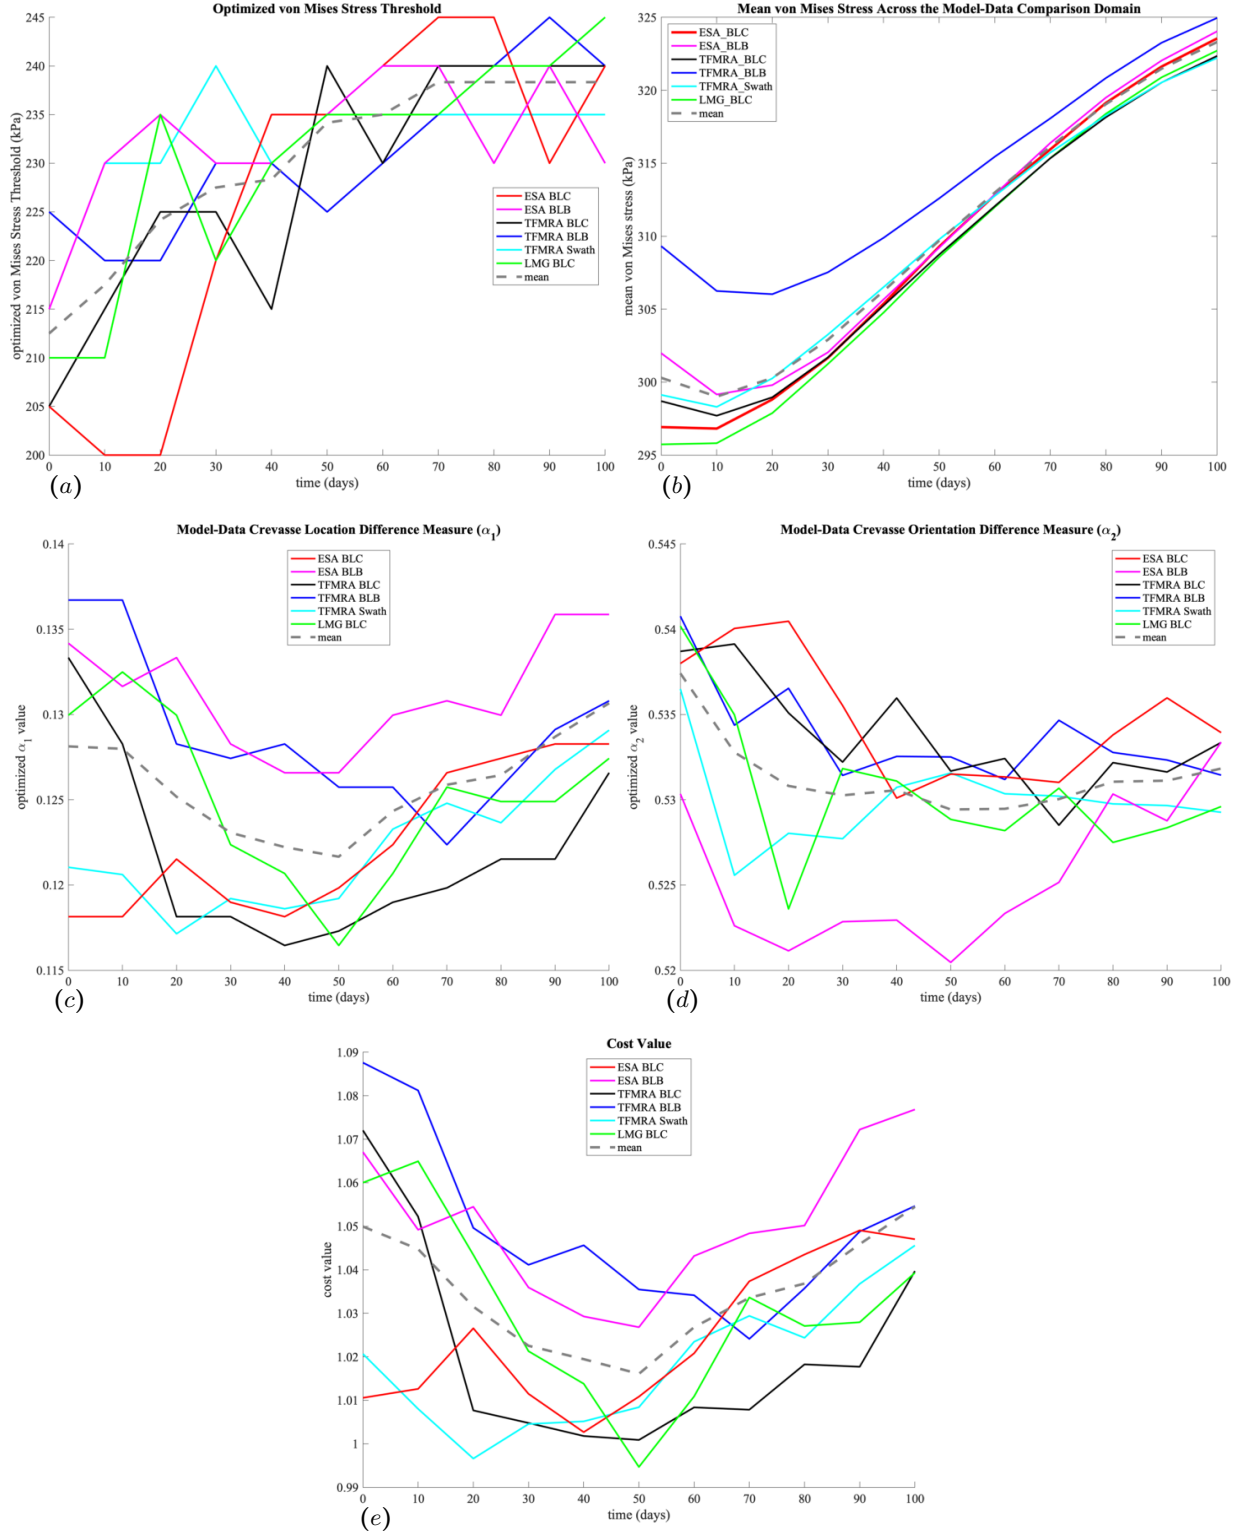 Optimized von Mises Stress Threshold
245
240
235
230
225
220
215
210
205
200
optimized von Mises Stress Threshold (kPa)
ESA BLC
ESA BLB
TFMRA BLC
TFMRA BLB
TFMRA Swath
LMG BLC
mean
0 10 20 30 40 50 60 70 80 90 100
time (days)
(a)
Mean von Mises Stress Across the Model-Data Comparison Domain
325
320
315
310
305
300
295
mean von Mises stress (kPa)
ESA_BLC
ESA_BLB
TFMRA_BLC
TFMRA_BLB
TFMRA_Swath
LMG_BLC
mean
0 10 20 30 40 50 60 70 80 90 100
time (days)
(b)
Model-Data Crevasse Location Difference Measure (α1)
0.14
0.135
0.13
0.125
0.12
0.115
optimized α1 value
ESA BLC
ESA BLB
TFMRA BLC
TFMRA BLB
TFMRA Swath
LMG BLC
mean
0 10 20 30 40 50 60 70 80 90 100
time (days)
(c)
Model-Data Crevasse Orientation Difference Measure (α2)
0.545
0.54
0.535
0.53
0.525
0.52
optimized α2 value
ESA BLC
ESA BLB
TFMRA BLC
TFMRA BLB
TFMRA Swath
LMG BLC
mean
0 10 20 30 40 50 60 70 80 90 100
time (days)
(d)
Cost Value
1.09
1.08
1.07
1.06
1.05
1.04
1.03
1.02
1.01
1
0.99
cost value
ESA BLC
ESA BLB
TFMRA BLC
TFMRA BLB
TFMRA Swath
LMG BLC
mean
0 10 20 30 40 50 60 70 80 90 100
time (days)
(e)